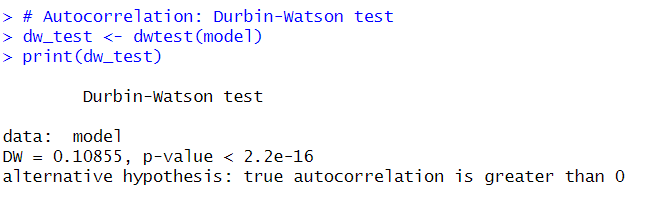 > # Autocorrelation: Durbin-Watson test
> dw_test <- dwtest(model)
> print(dw_test)
Durbin-Watson test
data:  model
DW = 0.10855, p-value < 2.2e-16
alternative hypothesis: true autocorrelation is greater than 0